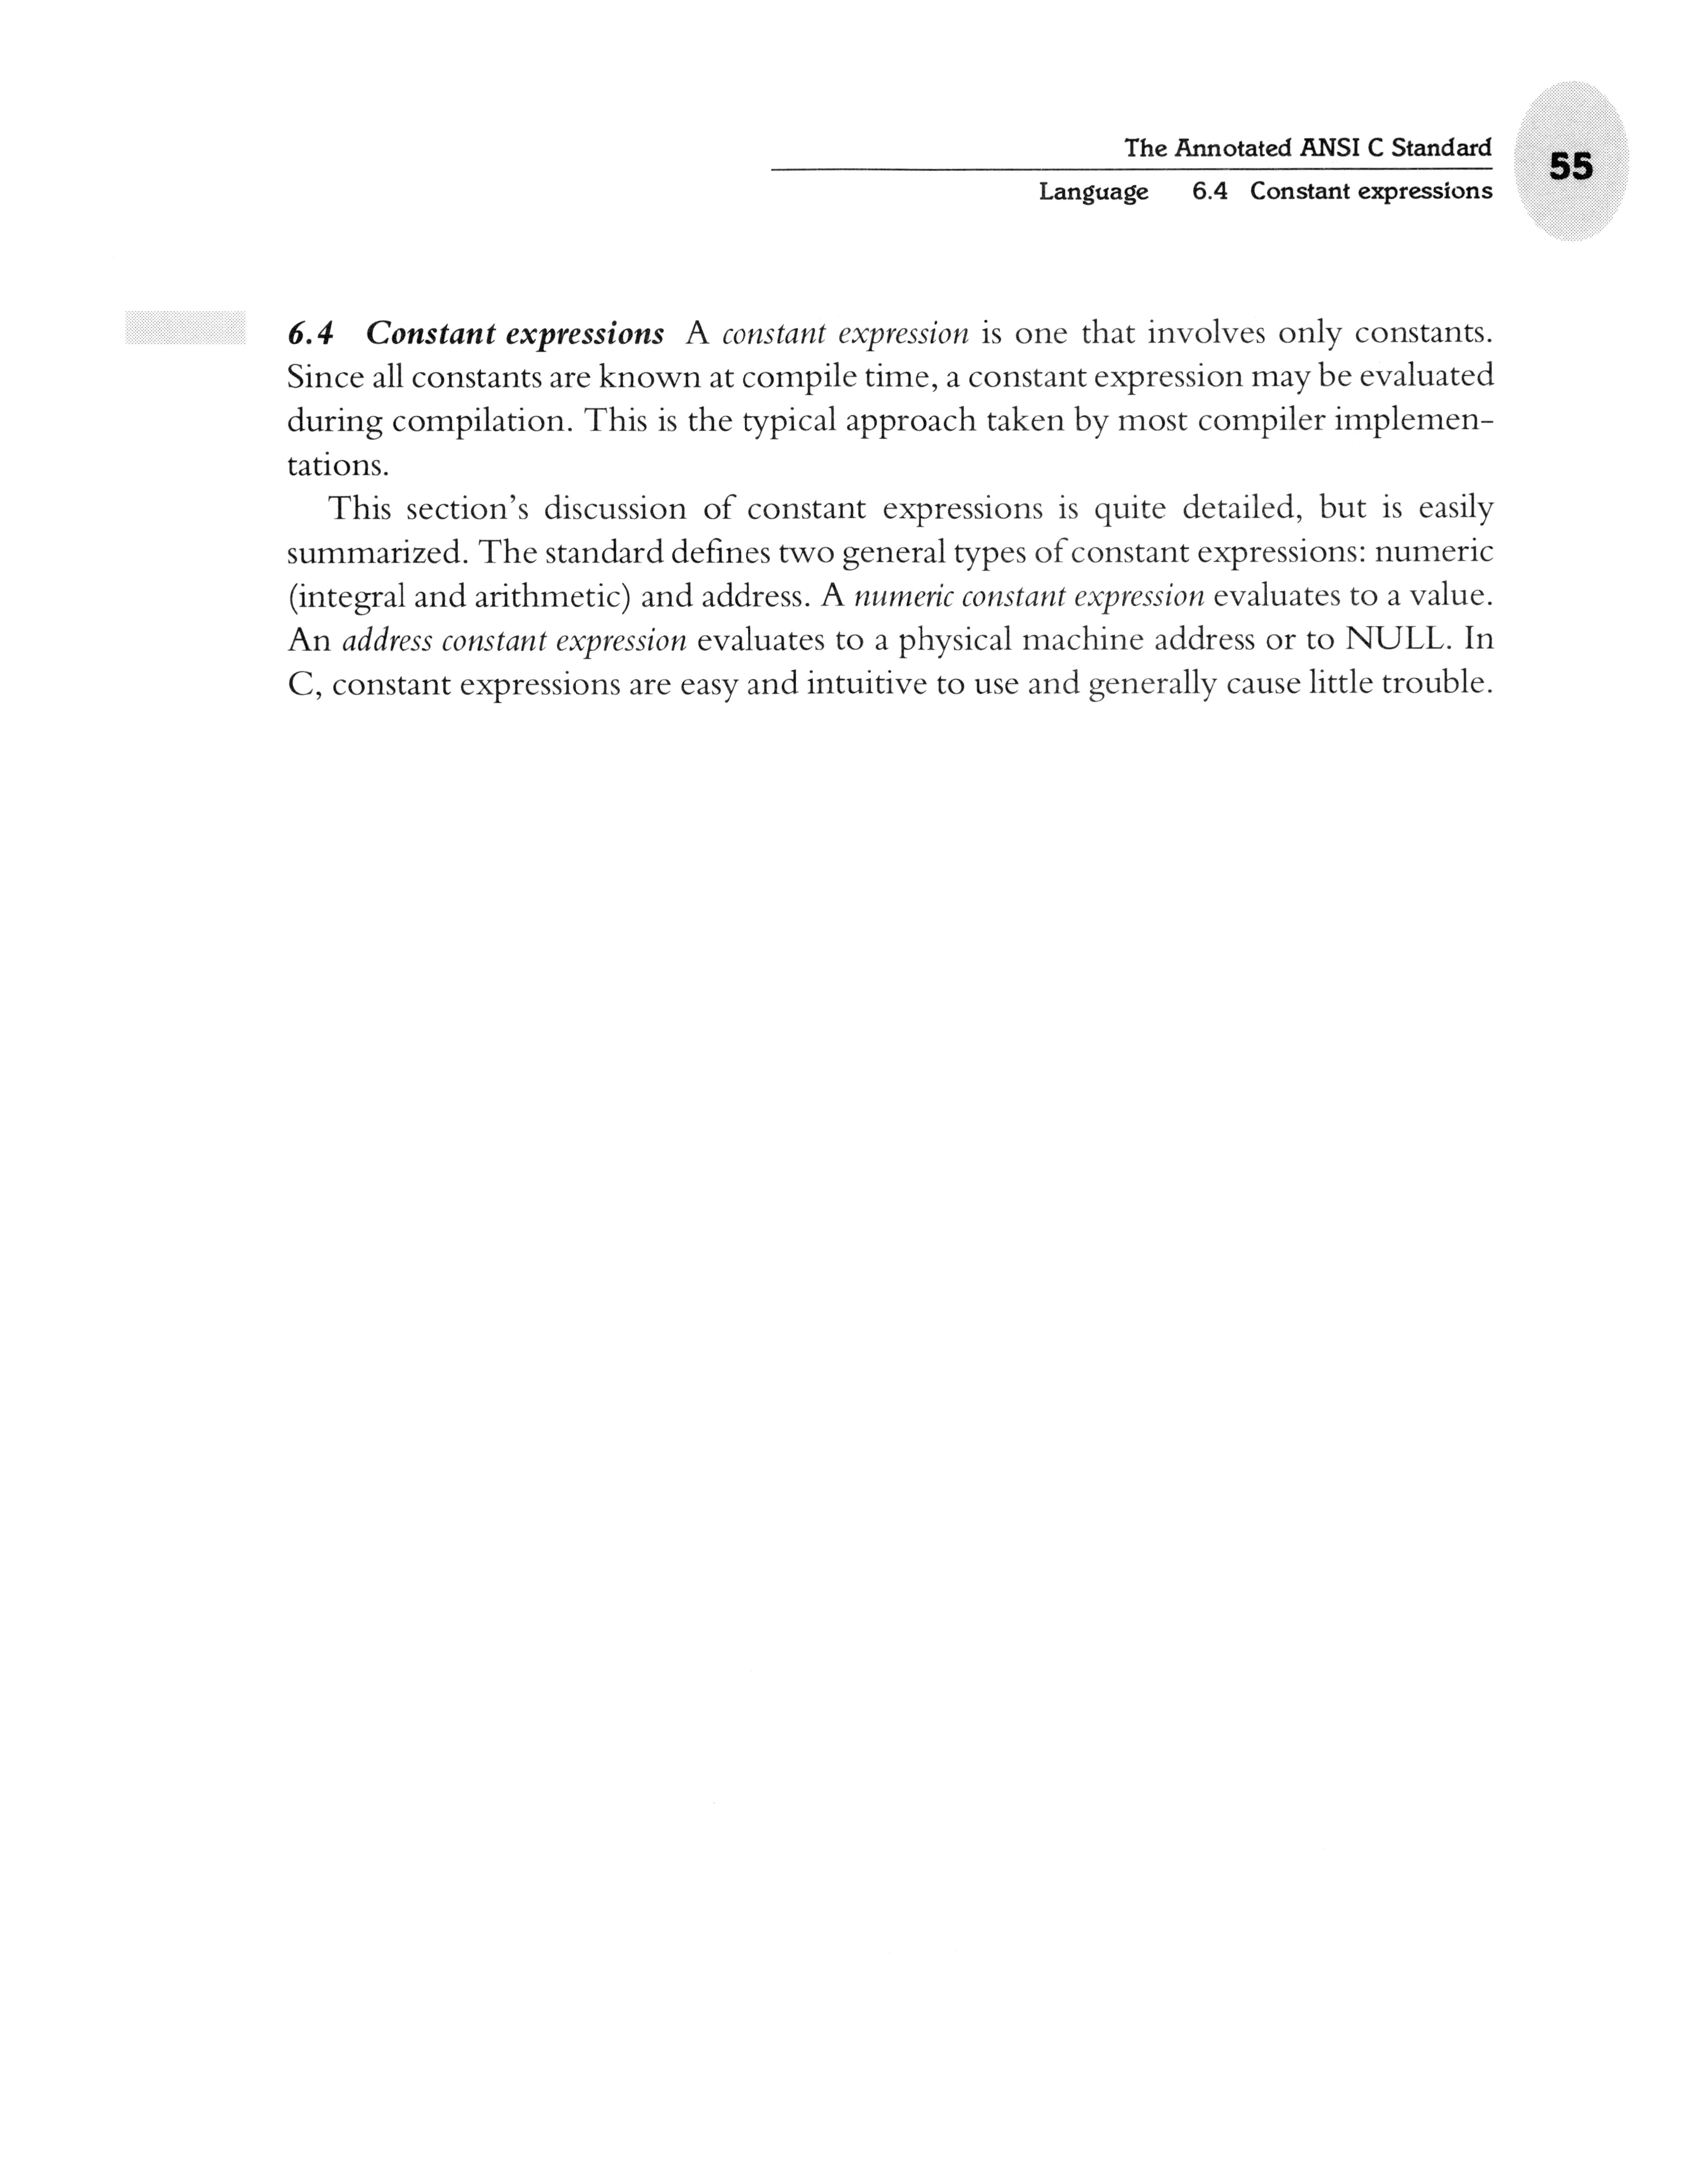 The Annotated ANSI C Standard
55
Language 6.4 Constant expressions
6.4 Constant expressions A constant expression is one that involves only constants.
Since all constants are known at compile time, a constant expression may be evaluated
during compilation. This is the typical approach taken by most compiler implemen-
tations.
This section's discussion of constant expressions is quite detailed, but is easily
summarized. The standard defines two general types of constant expressions: numeric
(integral and arithmetic) and address. A numeric constant expression evaluates to a value.
An address constant expression evaluates to a physical machine address or to NULL. In
C, constant expressions are easy and intuitive to use and generally cause little trouble.